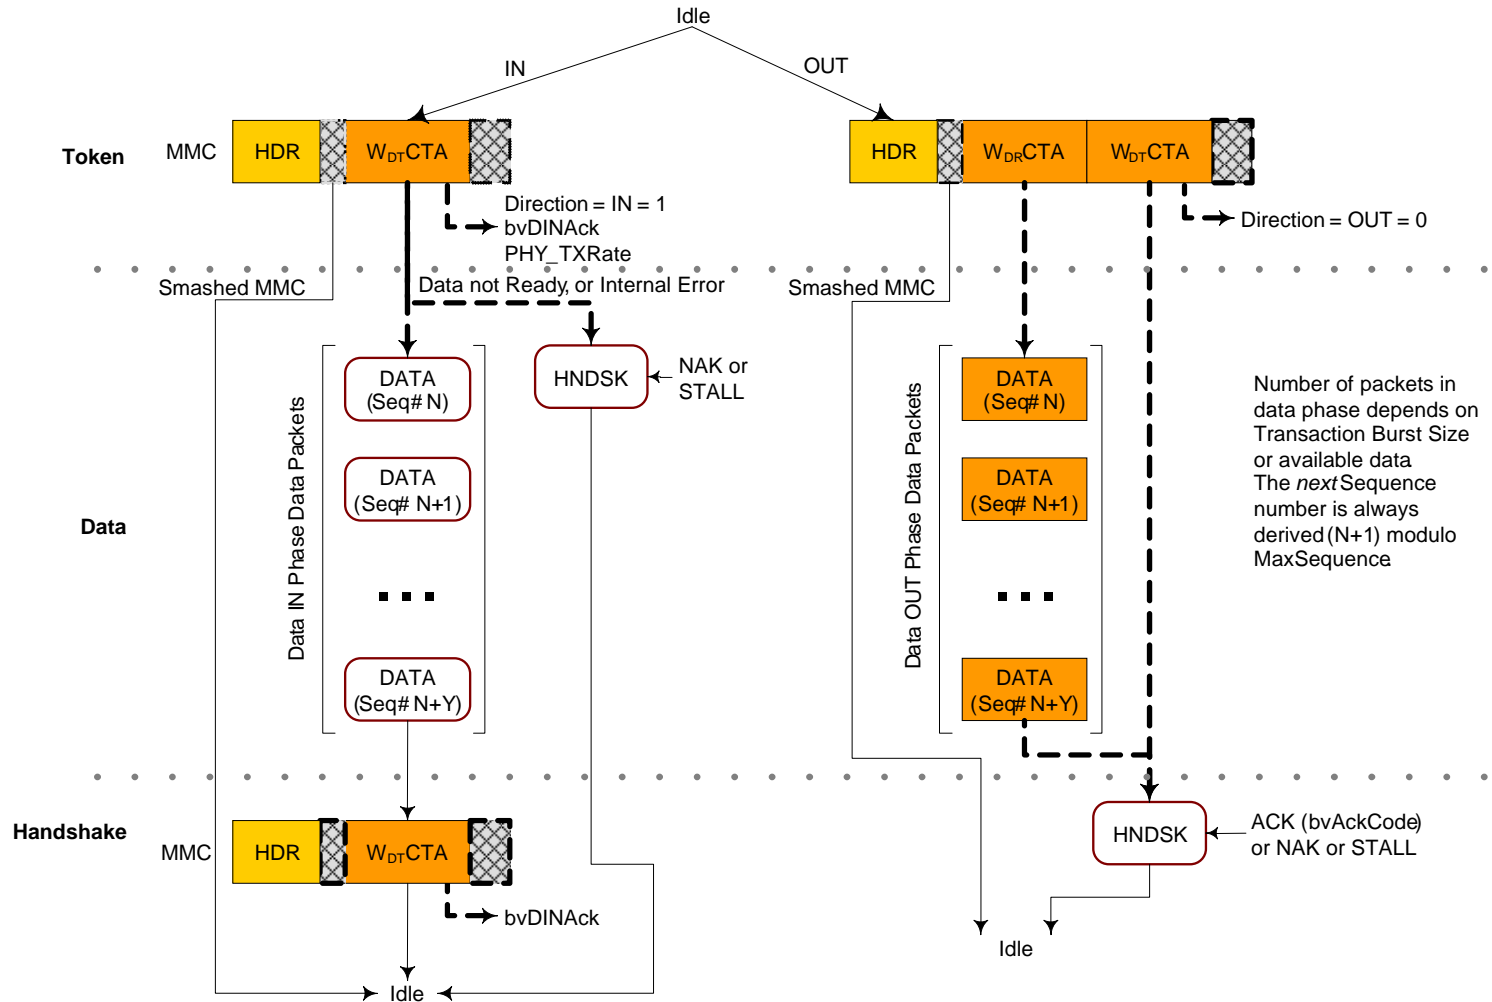 Idle
IN
OUT
Token
MMC
HDR
WDTCTA
HDR
WDRCTA
WDTCTA
Direction = IN = 1
bvDINAck
PHY_TXRate
Direction = OUT = 0
Smashed MMC
Data not Ready, or Internal Error
Smashed MMC
Data
Data IN Phase Data Packets
DATA
(Seq# N)
DATA
(Seq# N+1)
...
DATA
(Seq# N+Y)
HNDSK
NAK or
STALL
Data OUT Phase Data Packets
DATA
(Seq# N)
DATA
(Seq# N+1)
...
DATA
(Seq# N+Y)
Number of packets in
data phase depends on
Transaction Burst Size
or available data.
The next Sequence
number is always
derived (N+1) modulo
MaxSequence.
Handshake
MMC
HDR
WDTCTA
bvDINAck
Idle
HNDSK
ACK (bvAckCode)
or NAK or STALL
Idle